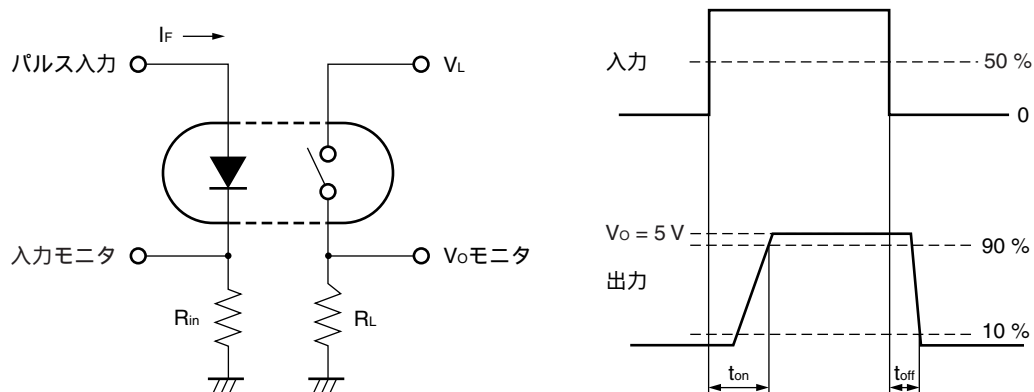 IF
パルス入力
VL
入力モニタ
VOモニタ
Rin
RL
入力
50 %
0
VO = 5 V
90 %
出力
10 %
ton
toff